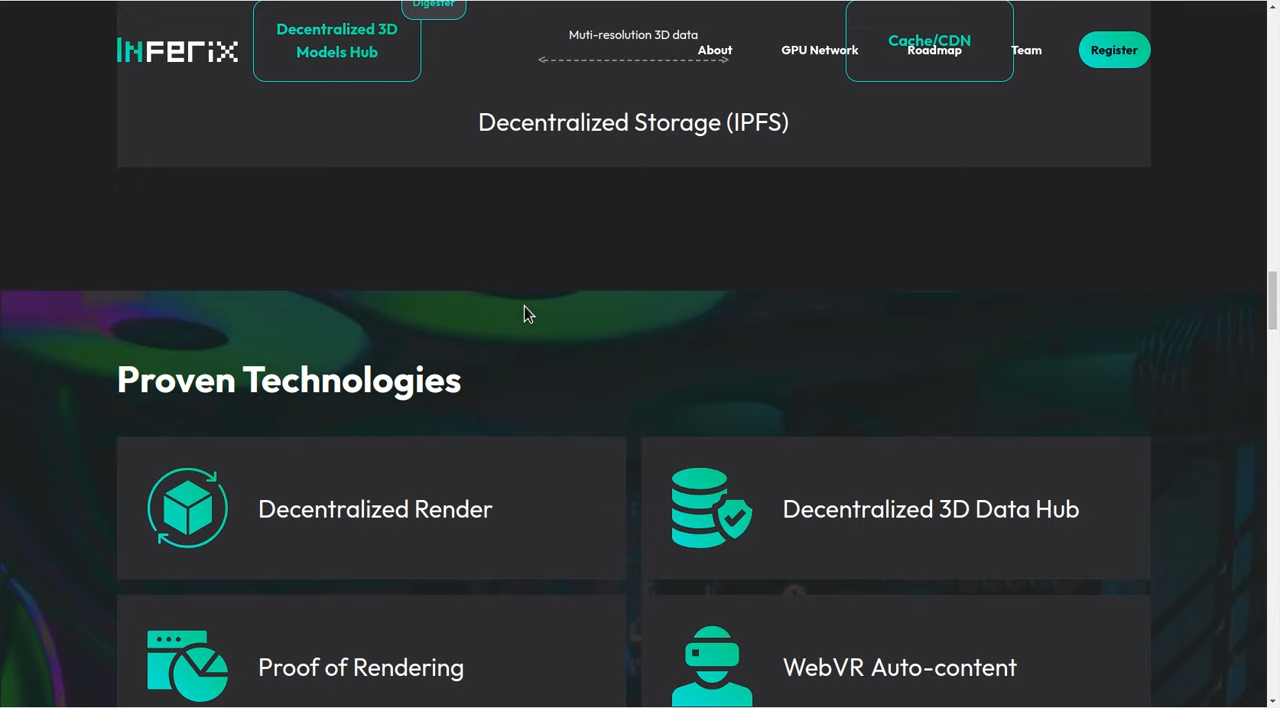 Digester
Decentralized 3D
Models Hub
Muti-resolution 3D data
Cache/CDN
INFERIX
About
GPU Network
Roadmap
Team
Register
Decentralized Storage (IPFS)
Proven Technologies
Decentralized Render
Decentralized 3D Data Hub
Proof of Rendering
WebVR Auto-content